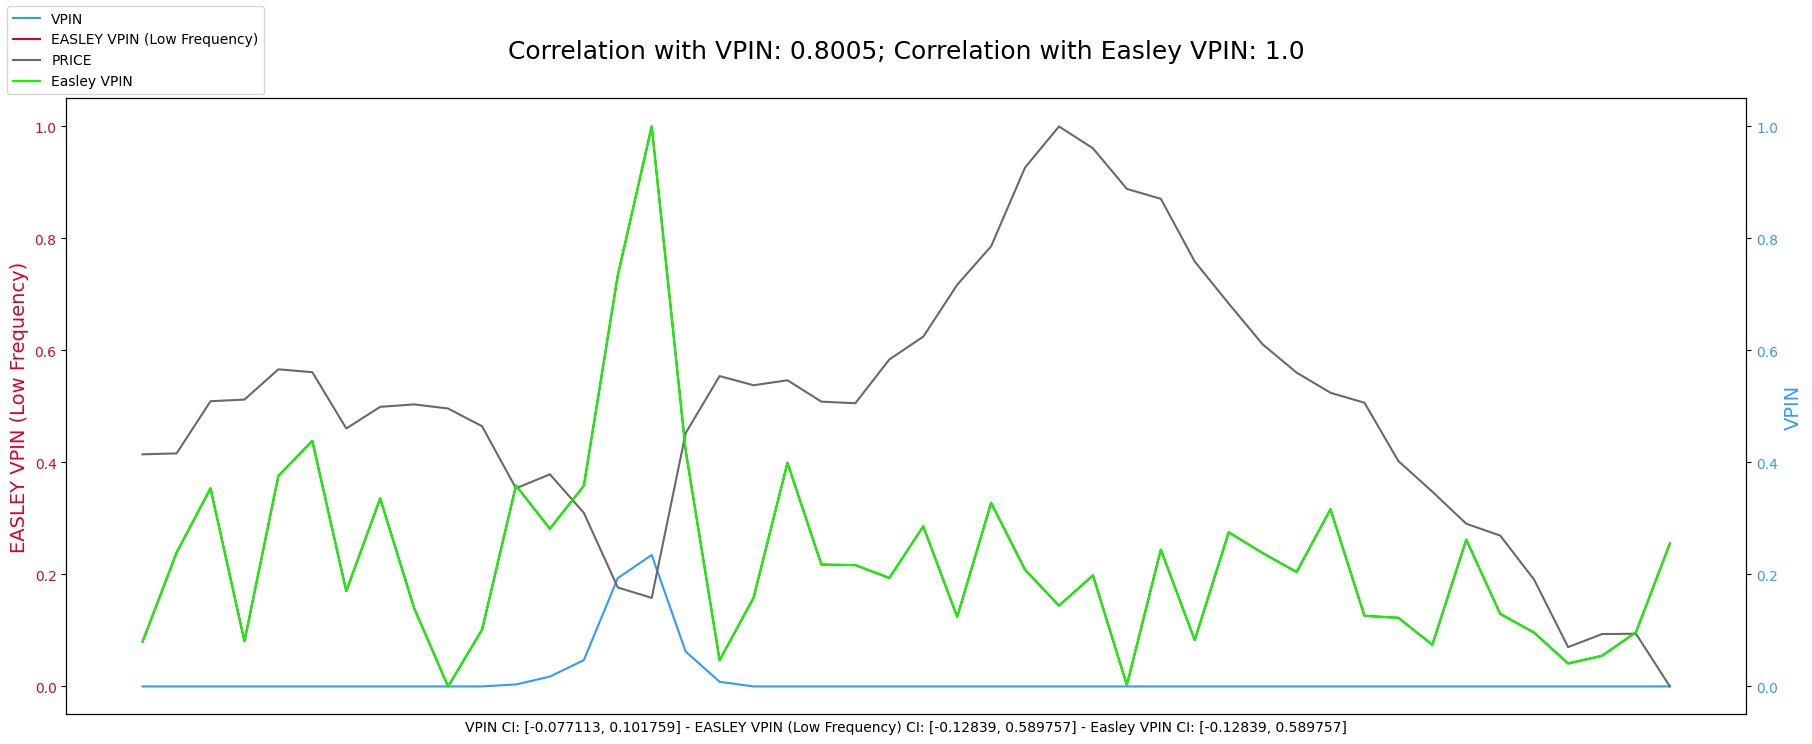 VPIN
EASLEY VPIN (Low Frequency)
PRICE
Easley VPIN
Correlation with VPIN: 0.8005; Correlation with Easley VPIN: 1.0
EASLEY VPIN (Low Frequency)
1.0
0.8
0.6
0.4
0.2
0.0
1.0
0.8
0.6
0.4
0.2
0.0
VPIN
VPIN CI: [-0.077113, 0.101759] - EASLEY VPIN (Low Frequency) CI: [-0.12839, 0.589757] - Easley VPIN CI: [-0.12839, 0.589757]